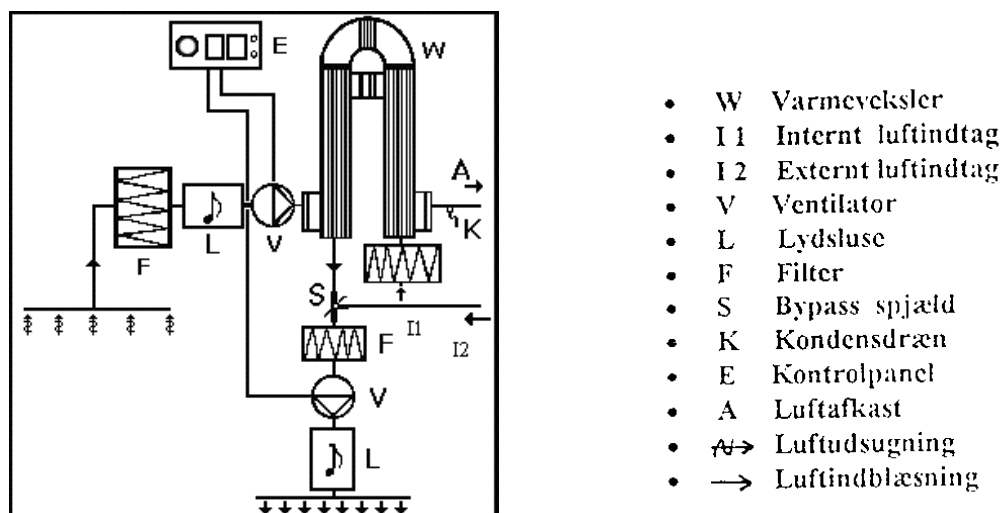 E
W
A
F
L
V
K
S
I1
I2
F
V
L
• W Varmeveksler
• I 1 Internt luftindtag
• I 2 Externt luftindtag
• V Ventilator
• L Lydsluse
• F Filter
• S Bypass spjæld
• K Kondensdræn
• E Kontrolpanel
• A Luftafkast
• Luftudsugning
• → Luftindblæsning